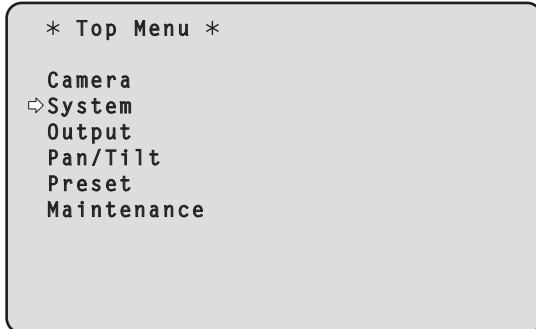 * Top Menu *
Camera
⇨System
Output
Pan/Tilt
Preset
Maintenance